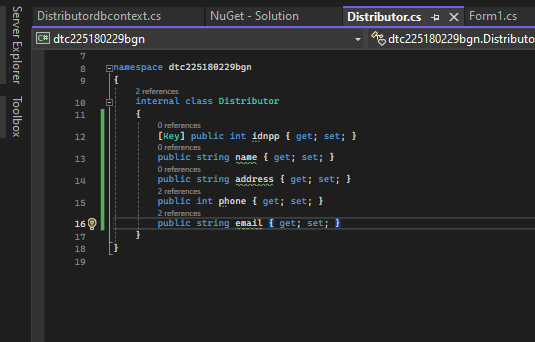 Server Explorer
Toolbox
Distributordbcontext.cs
NuGet - Solution
Distributor.cs
Form1.cs
C# dtc225180229bgn
dtc225180229bgn.Distributo
7
8 namespace dtc225180229bgn
9 {
2 references
10 internal class Distributor
11 {
0 references
12 [Key] public int idnpp { get; set; }
0 references
13 public string name { get; set; }
0 references
14 public string address { get; set; }
2 references
15 public int phone { get; set; }
2 references
16 public string email { get; set; }
17 }
18 }
19